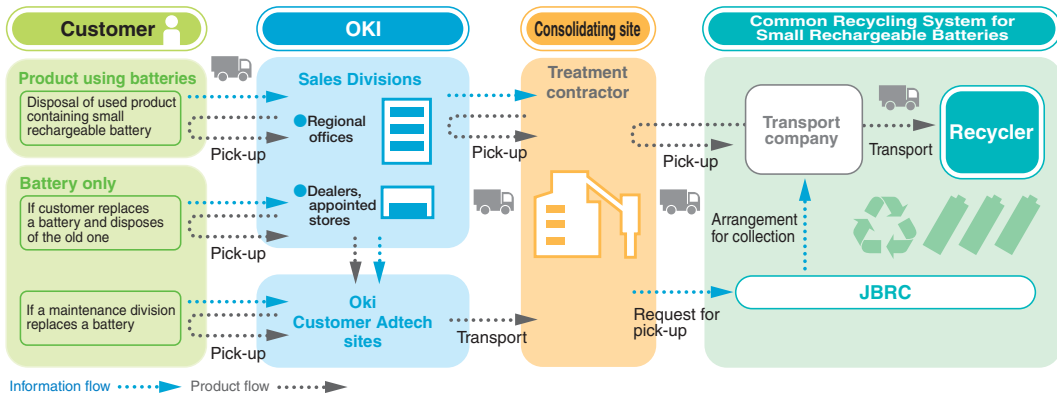 Customer
OKI
Consolidating site
Common Recycling System for
Small Rechargeable Batteries
Product using batteries
Disposal of used product
containing small
rechargeable battery
Pick-up
Battery only
If customer replaces
a battery and disposes
of the old one
Pick-up
If a maintenance division
replaces a battery
Pick-up
Sales Divisions
Regional
offices
Dealers,
appointed
stores
Pick-up
Oki
Customer Adtech
sites
Transport
Treatment
contractor
Pick-up
Request for
pick-up
Transport
company
Transport
Recycler
Arrangement
for collection
JBRC
Information flow
Product flow